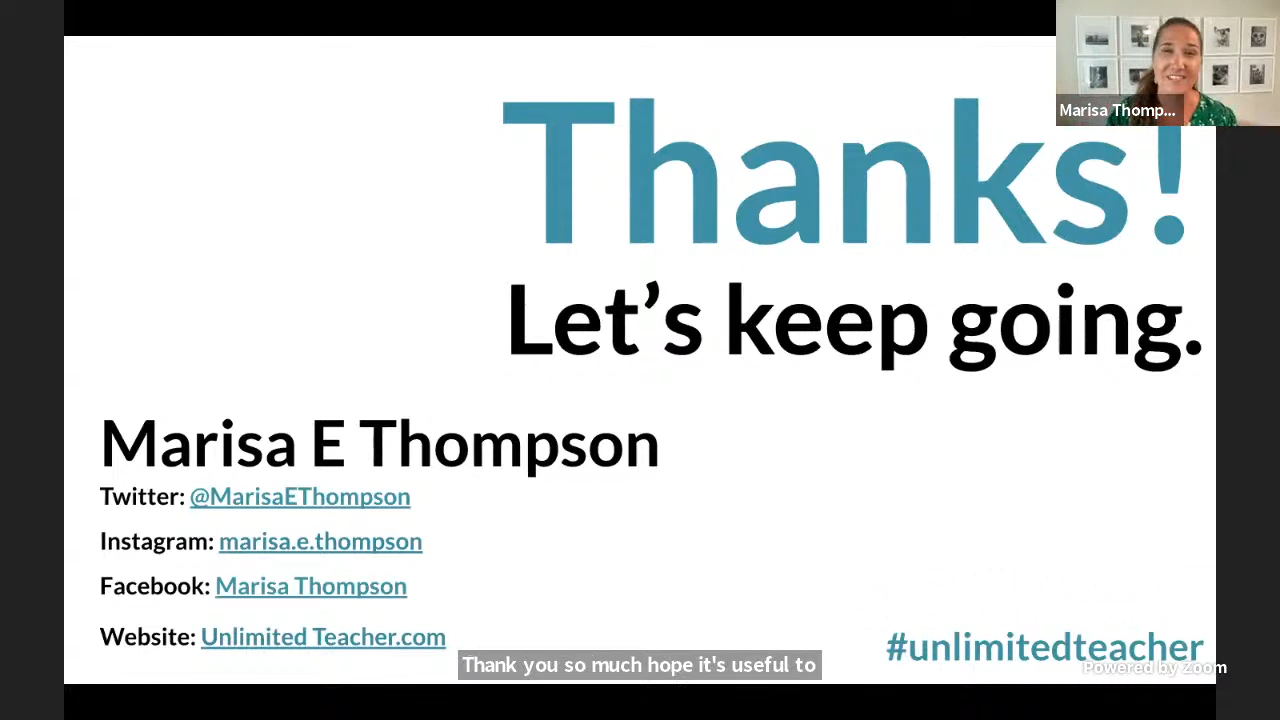 Marisa Thomp...
Thanks!
Let’s keep going.
Marisa E Thompson
Twitter: @MarisaEThompson
Instagram: marisa.e.thompson
Facebook: Marisa Thompson
Website: Unlimited Teacher.com
#unlimitedteacher
Thank you so much hope it's useful to
Powered by Zoom